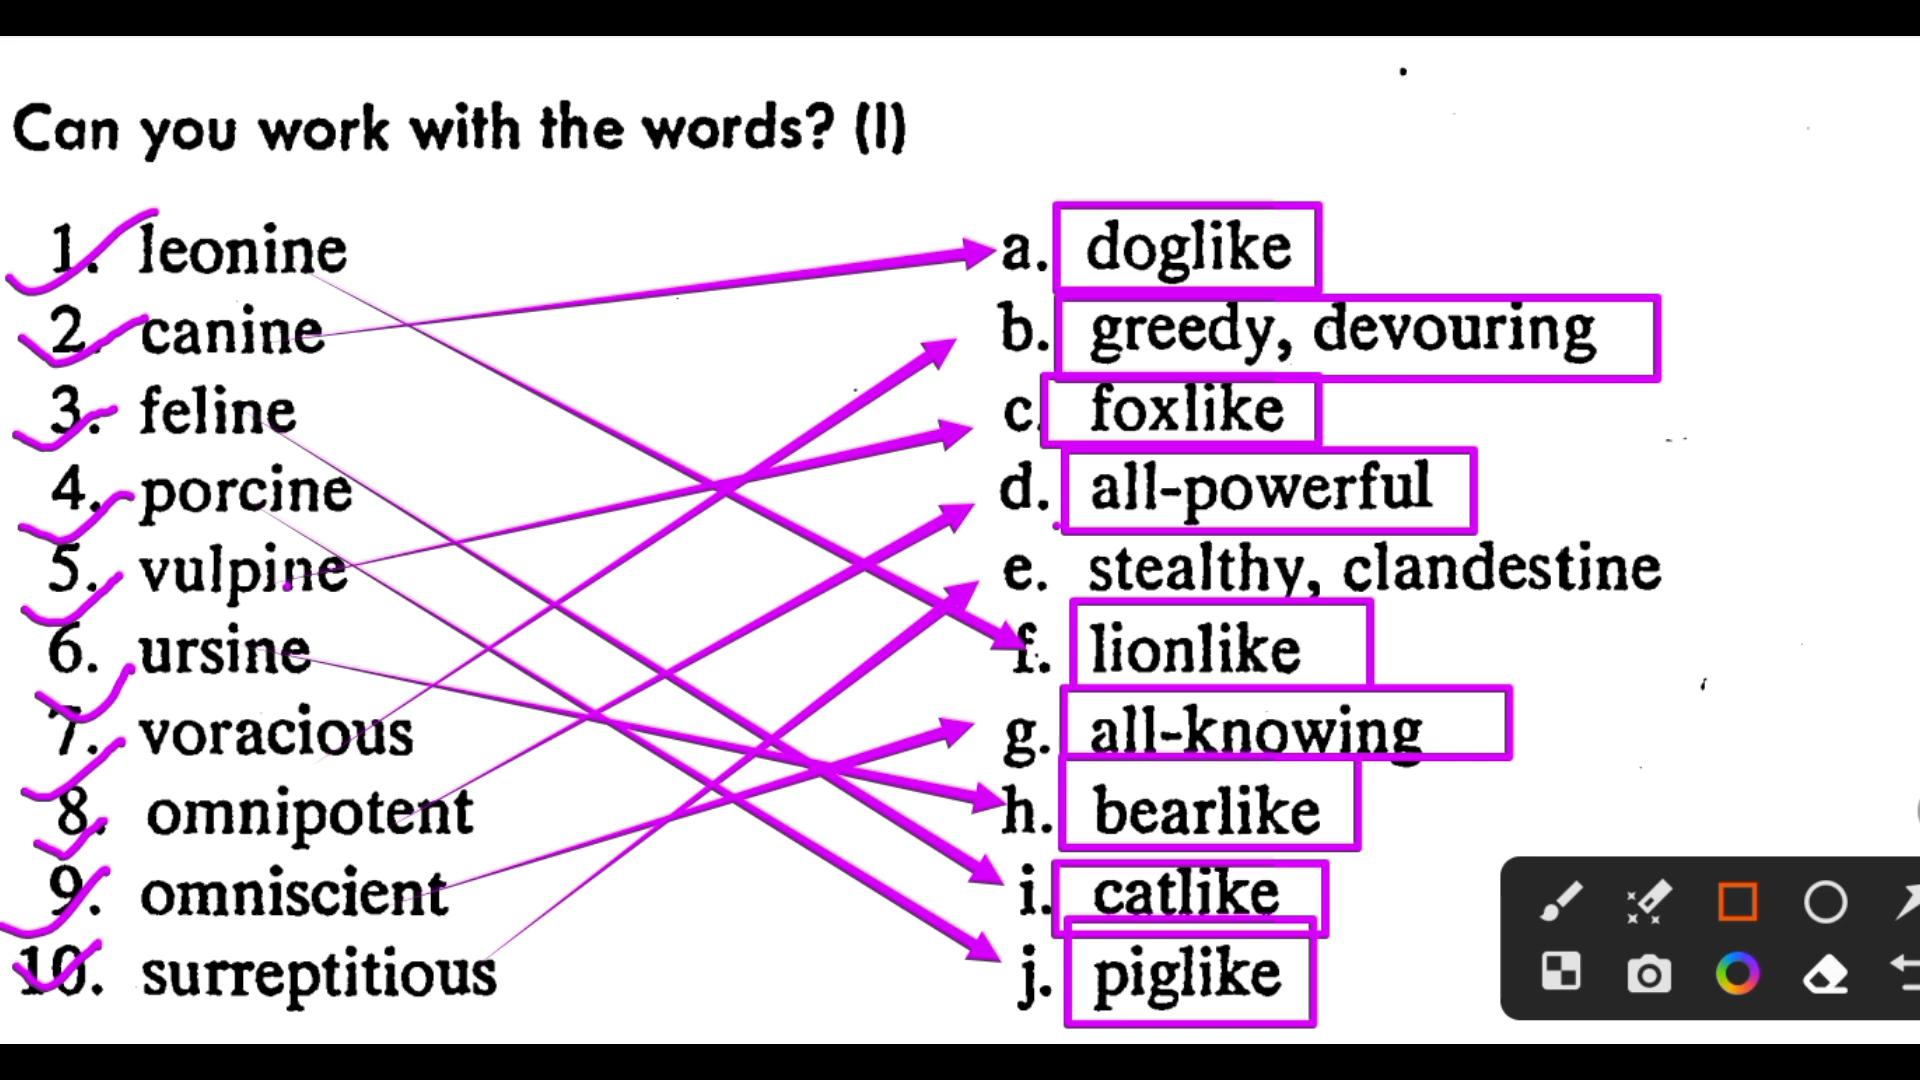 Can you work with the words? (I)
1. leonine a. doglike
2. canine b. greedy, devouring
3. feline c. foxlike
4. porcine d. all-powerful
5. vulpine e. stealthy, clandestine
6. ursine f. lionlike
7. voracious g. all-knowing
8. omnipotent h. bearlike
9. omniscient i. catlike
10. surreptitious j. piglike